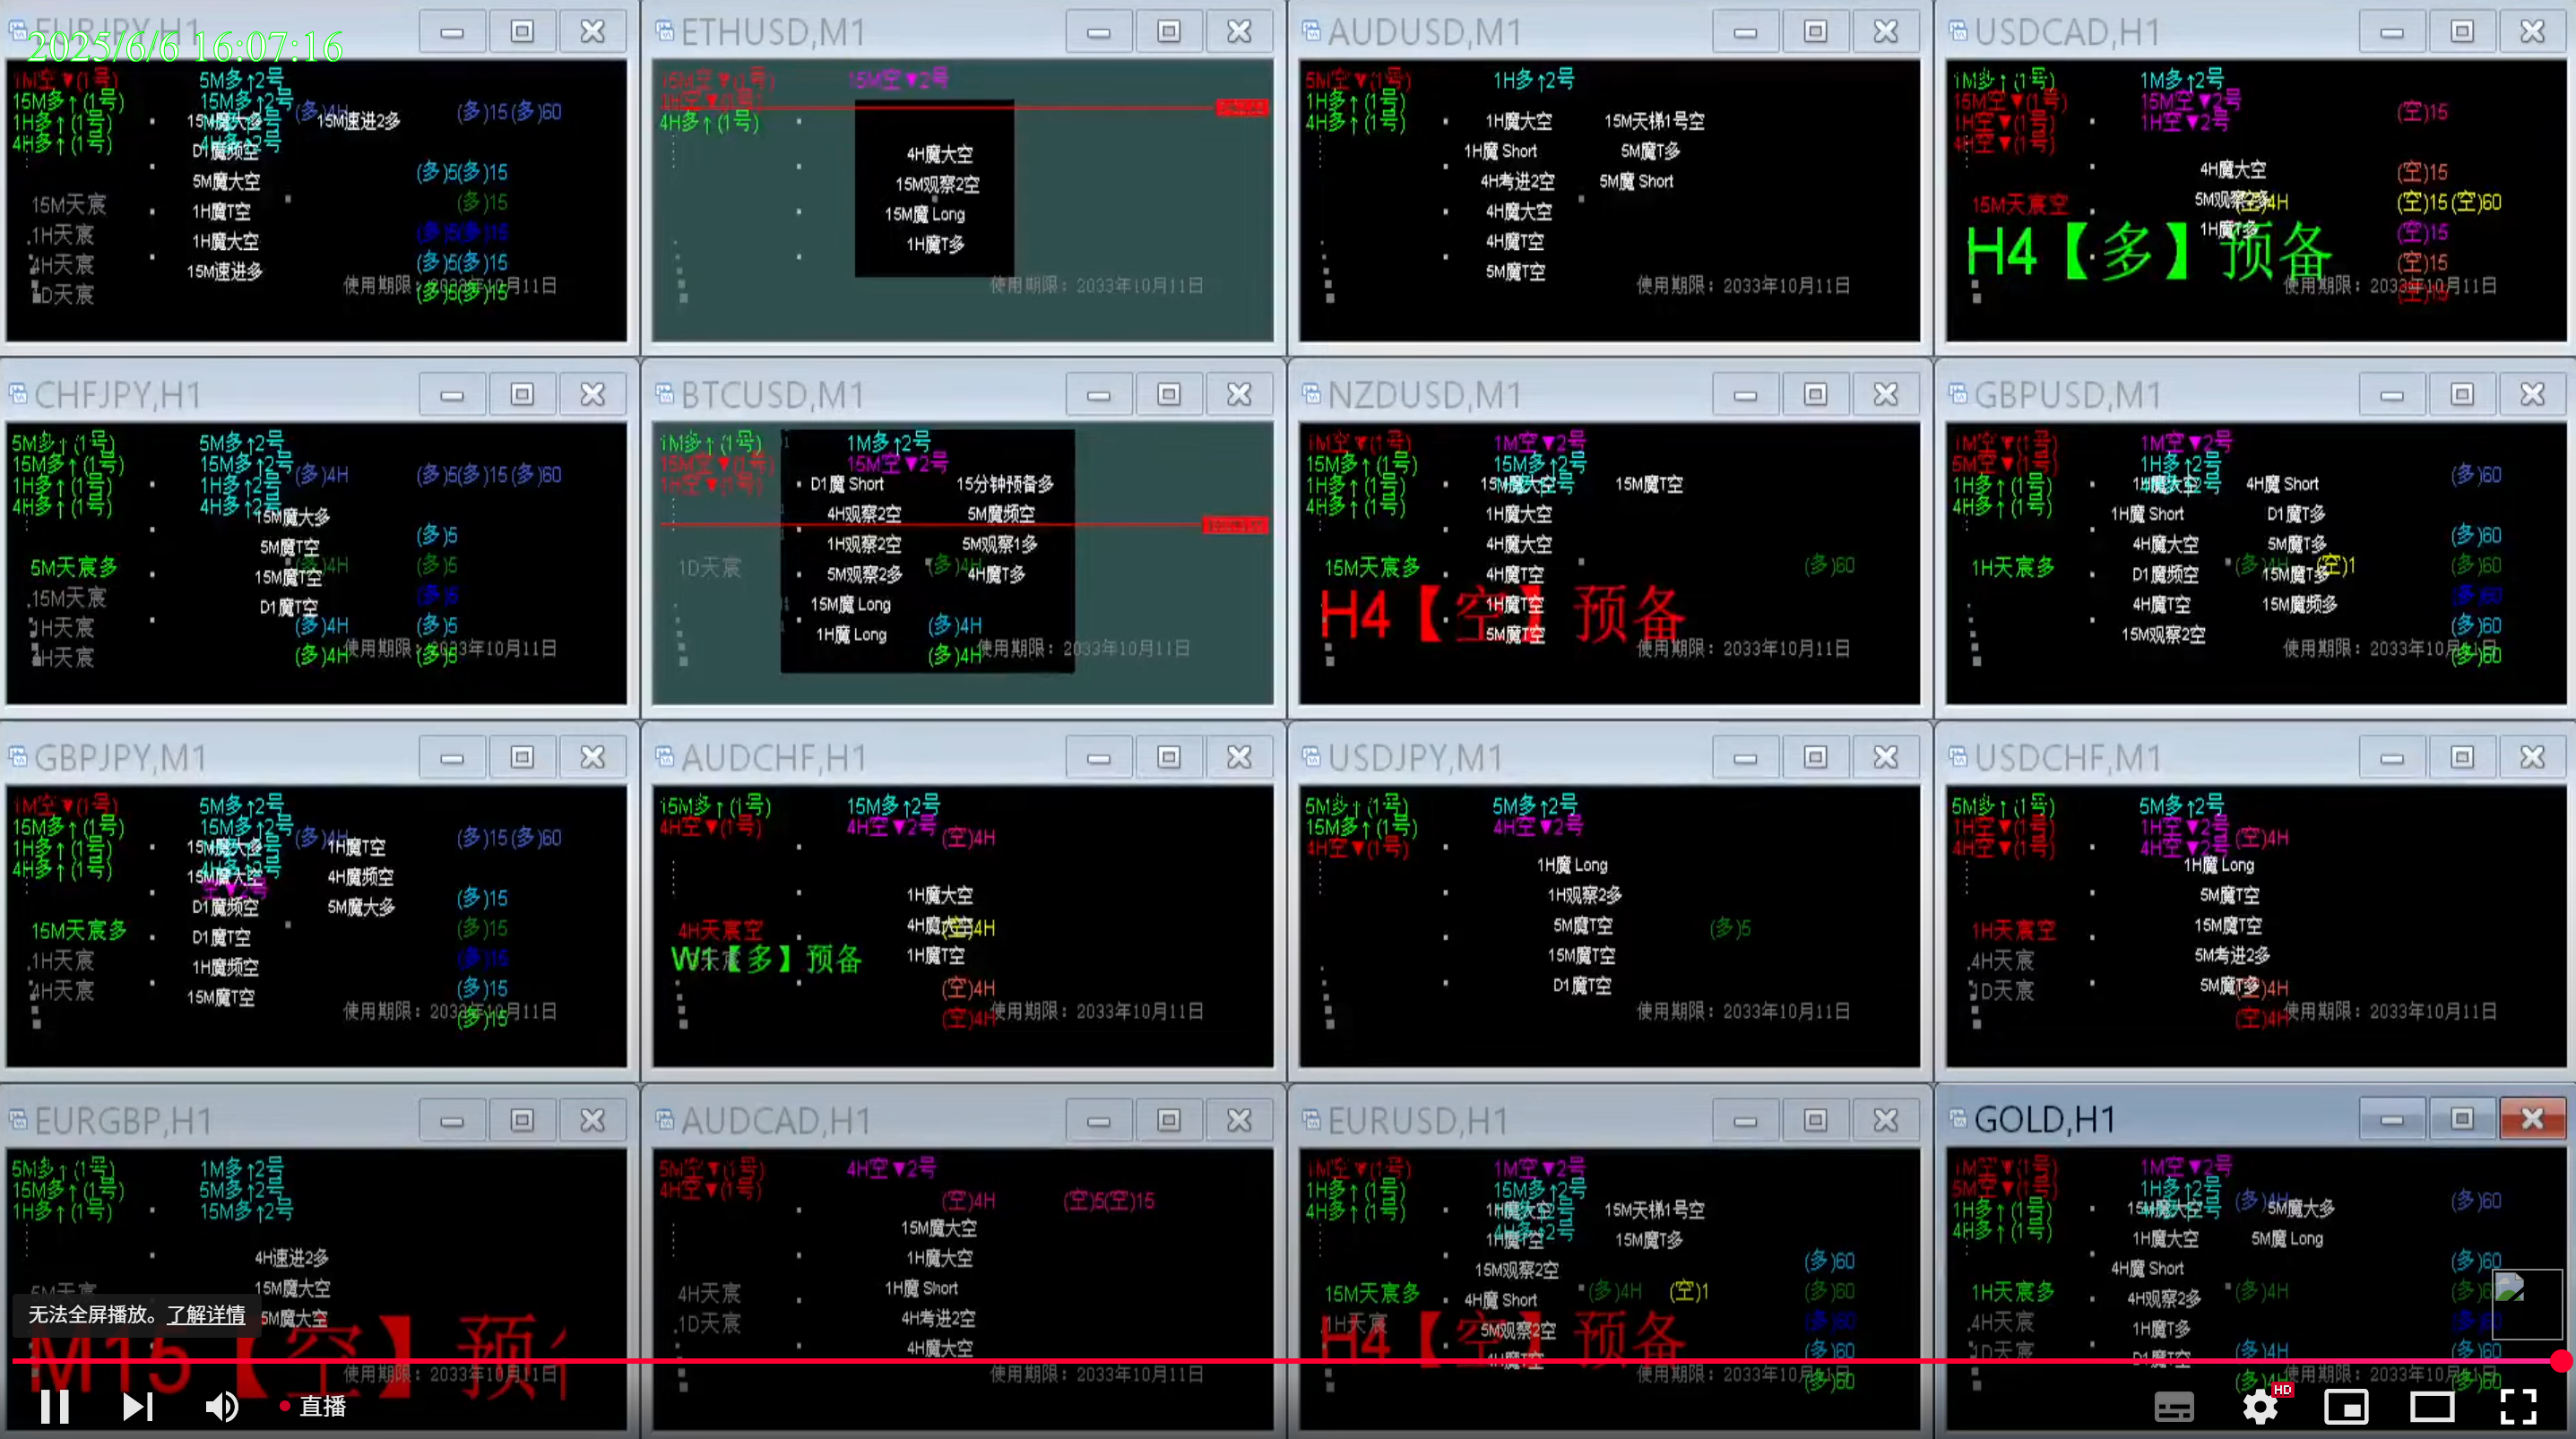 EURJPY,H1
2025/6/6 16:07:16
1M空▼(1号) 5M多↑2号
15M多↑(1号) 15M多↑2号
1H多↑(1号) (多)4H (多)15(多)60
4H多↑(1号) 15M魔大多 15M速进2多
D1魔频空
5M魔大空 (多)5(多)15
15M天宸 1H魔T空 (多)15
1H天宸 1H魔大空 (多)5(多)15
4H天宸 15M速进多 (多)5(多)15
1D天宸 (多)5(多)15
使用期限：2033年10月11日
ETHUSD,M1
15M空▼(1号) 15M空▼2号
1H空▼(1号)
4H多↑(1号)
4H魔大空
15M观察2空
15M魔 Long
1H魔T多
使用期限：2033年10月11日
AUDUSD,M1
5M空▼(1号) 1H多↑2号
1H多↑(1号)
4H多↑(1号) 1H魔大空 15M天梯1号空
1H魔 Short 5M魔T多
4H考进2空 5M魔 Short
4H魔大空
4H魔T空
5M魔T空
使用期限：2033年10月11日
USDCAD,H1
1M多↑(1号) 1M多↑2号
15M空▼(1号) 15M空▼2号 (空)15
1H空▼(1号) 1H空▼2号
4H空▼(1号)
4H魔大空 (空)15
15M天宸空 5M观察2多 (空)4H (空)15(空)60
1H魔T多 (空)15
H4【多】预备 (空)15
使用期限：2033年10月11日 (空)15
CHFJPY,H1
5M多↑(1号) 5M多↑2号
15M多↑(1号) 15M多↑2号
1H多↑(1号) 1H多↑2号 (多)4H (多)5(多)15(多)60
4H多↑(1号) 4H多↑2号
15M魔大多 (多)5
5M魔T空
5M天宸多 15M魔T空 (多)4H (多)5
15M天宸 D1魔T空 (多)5
1H天宸 (多)4H (多)5
4H天宸 (多)4H (多)5
使用期限：2033年10月11日
BTCUSD,M1
1M多↑(1号) 1M多↑2号
15M空▼(1号) 15M空▼2号
1H空▼(1号) D1魔 Short 15分钟预备多
4H观察2空 5M魔频空
1H观察2空 5M观察1多
1D天宸 5M观察2多 (多)4H 4H魔T多
15M魔 Long
1H魔 Long (多)4H
(多)4H 使用期限：2033年10月11日
NZDUSD,M1
1M空▼(1号) 1M空▼2号
15M多↑(1号) 15M多↑2号
1H多↑(1号) 15M魔大空 15M魔T空
1H魔大空
4H魔大空
15M天宸多 4H魔T空 (多)60
1H魔T空
H4【空】预备
5M魔T空
使用期限：2033年10月11日
GBPUSD,M1
1M空▼(1号) 1M空▼2号
5M空▼(1号) 1H多↑2号 (多)60
1H多↑(1号) 1H魔大空 4H魔 Short
4H多↑(1号) 1H魔 Short D1魔T多
4H魔大空 5M魔T多 (多)60
1H天宸多 D1魔频空 (多)4H 15M魔T多 (空)1 (多)60
4H魔T空 15M魔频多 (多)60
15M观察2空 (多)60
使用期限：2033年10月11日 (多)60
GBPJPY,M1
1M空▼(1号) 5M多↑2号
15M多↑(1号) 15M多↑2号
1H多↑(1号) 15M魔大多 (多)4H 1H魔T空 (多)15(多)60
4H多↑(1号) 4H多↑2号
15M魔大空 4H魔频空
空▼2号
D1魔频空 5M魔大多 (多)15
15M天宸多 D1魔T空 (多)15
1H天宸 1H魔频空 (多)15
4H天宸 15M魔T空 (多)15
使用期限：2033年10月11日 (多)15
AUDCHF,H1
15M多↑(1号) 15M多↑2号
4H空▼(1号) 4H空▼2号 (空)4H
1H魔大空
4H天宸空 4H魔大空 (空)4H
W1【多】预备 1H魔T空
(空)4H
(空)4H 使用期限：2033年10月11日
USDJPY,M1
5M多↑(1号) 5M多↑2号
15M多↑(1号) 4H空▼2号
4H空▼(1号)
1H魔 Long
1H观察2多
5M魔T空 (多)5
15M魔T空
D1魔T空
使用期限：2033年10月11日
USDCHF,M1
5M多↑(1号) 5M多↑2号
1H空▼(1号) 1H空▼2号 (空)4H
4H空▼(1号) 4H空▼2号
1H魔 Long
5M魔T空
1H天宸空 15M魔T空
4H天宸 5M考进2多
1D天宸 5M魔T多 (空)4H
(空)4H 使用期限：2033年10月11日
EURGBP,H1
5M多↑(1号) 1M多↑2号
15M多↑(1号) 5M多↑2号
1H多↑(1号) 15M多↑2号
4H速进2多
5M天宸 15M魔大空
5M魔大空
无法全屏播放。了解详情
M15【空】预
使用期限：2033年10月11日
直播
AUDCAD,H1
5M空▼(1号) 4H空▼2号
4H空▼(1号) (空)4H (空)5(空)15
15M魔大空
1H魔大空
4H天宸 1H魔 Short
1D天宸 4H考进2空
4H魔大空
使用期限：2033年10月11日
EURUSD,H1
1M空▼(1号) 1M空▼2号
1H多↑(1号) 15M多↑2号
4H多↑(1号) 1H魔大空 15M天梯1号空
4H多↑2号
1H魔T空 15M魔T多
15M观察2空 (多)60
15M天宸多 4H魔 Short (多)4H (空)1 (多)60
1H天宸 5M观察2空 (多)60
H4【空】预备
4H魔T空 (多)60
使用期限：2033年10月11日 (多)60
GOLD,H1
1M空▼(1号) 1M空▼2号
5M空▼(1号) 1H多↑2号
1H多↑(1号) 15M魔大空 (多)4H 5M魔大多 (多)60
4H多↑(1号) 1H魔大空 5M魔 Long
4H魔 Short (多)60
1H天宸多 4H观察2多 (多)4H
4H天宸 1H魔T多
1D天宸 D1魔T空 (多)4H (多)60
使用期限：2033年10月11日 (多)60
HD